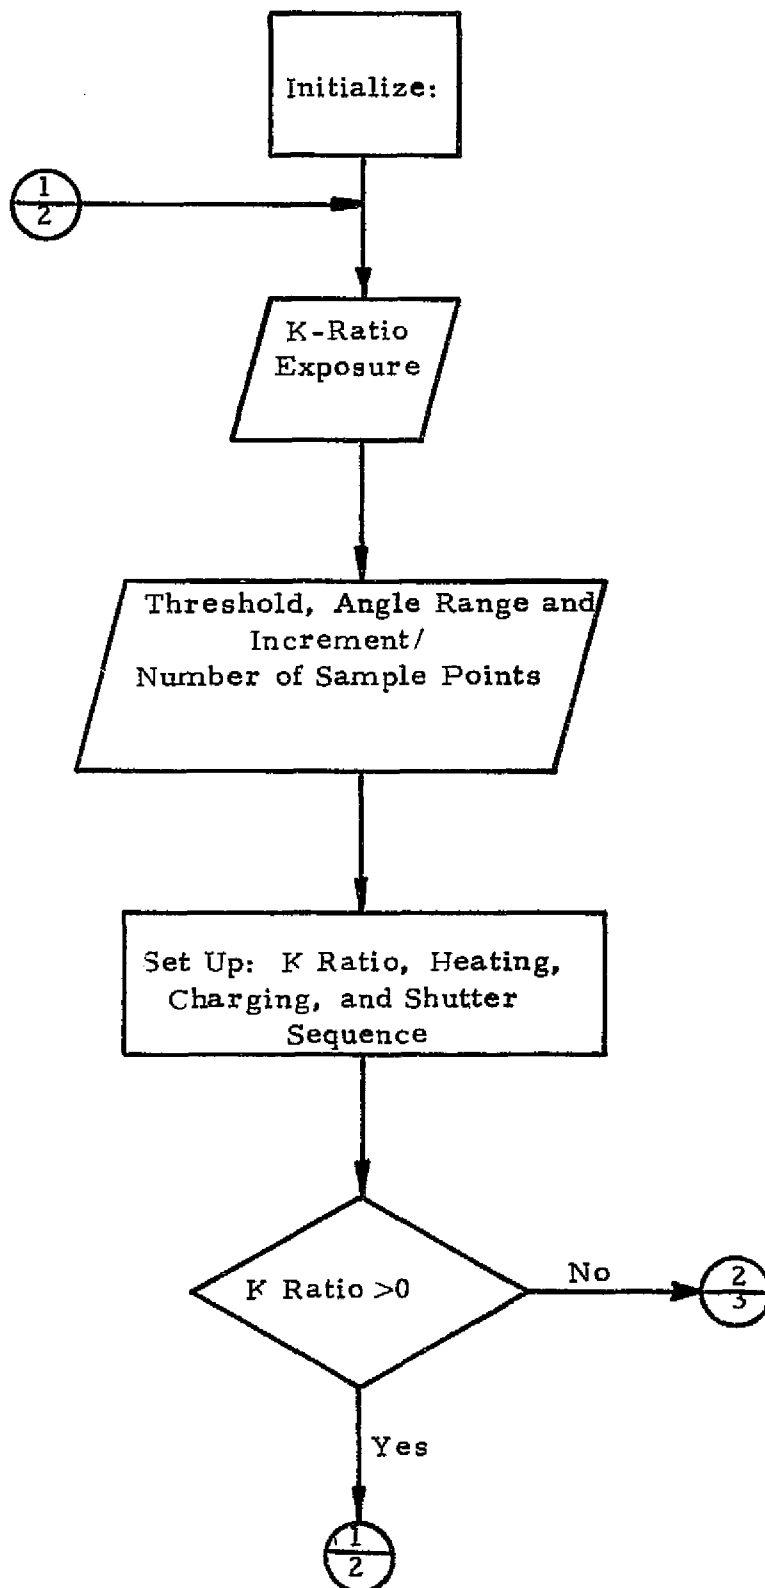 Initialize:
1
2
K-Ratio
Exposure
Threshold, Angle Range and
Increment/
Number of Sample Points
Set Up: K Ratio, Heating,
Charging, and Shutter
Sequence
K Ratio >0
No
2
3
Yes
1
2